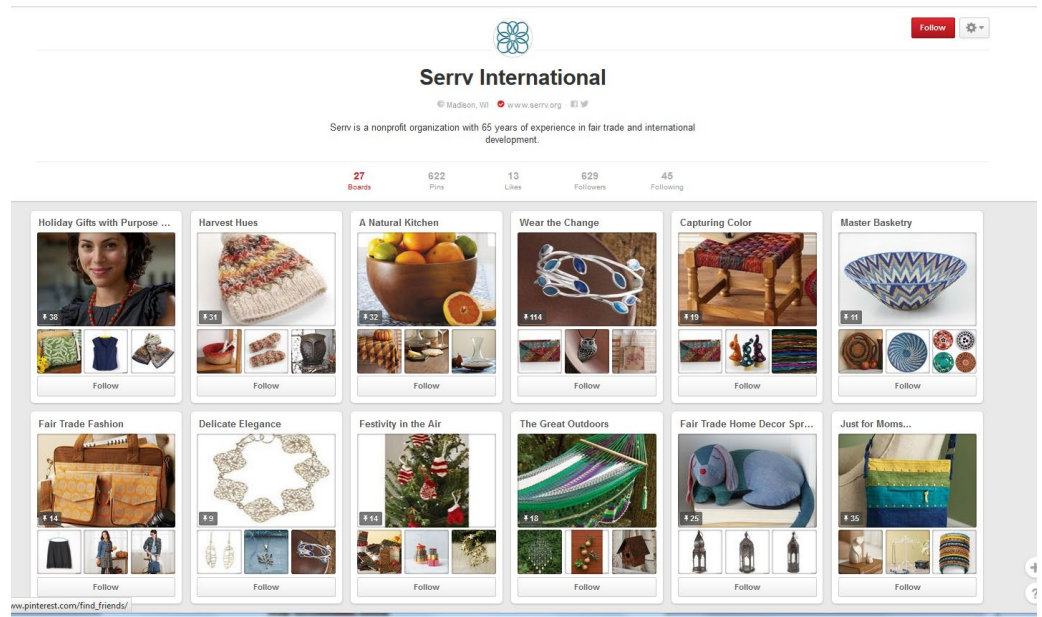 Follow
Serrv International
Madison, WI www.serrv.org
Serrv is a nonprofit organization with 65 years of experience in fair trade and international
development.
27 622 13 629 45
Boards Pins Likes Followers Following
Holiday Gifts with Purpose ... Harvest Hues A Natural Kitchen Wear the Change Capturing Color Master Basketry
38 31 32 114 19 11
Follow Follow Follow Follow Follow Follow
Fair Trade Fashion Delicate Elegance Festivity in the Air The Great Outdoors Fair Trade Home Decor Spr... Just for Moms...
14 9 14 18 25 35
Follow Follow Follow Follow Follow Follow
ww.pinterest.com/find_friends/
+
?